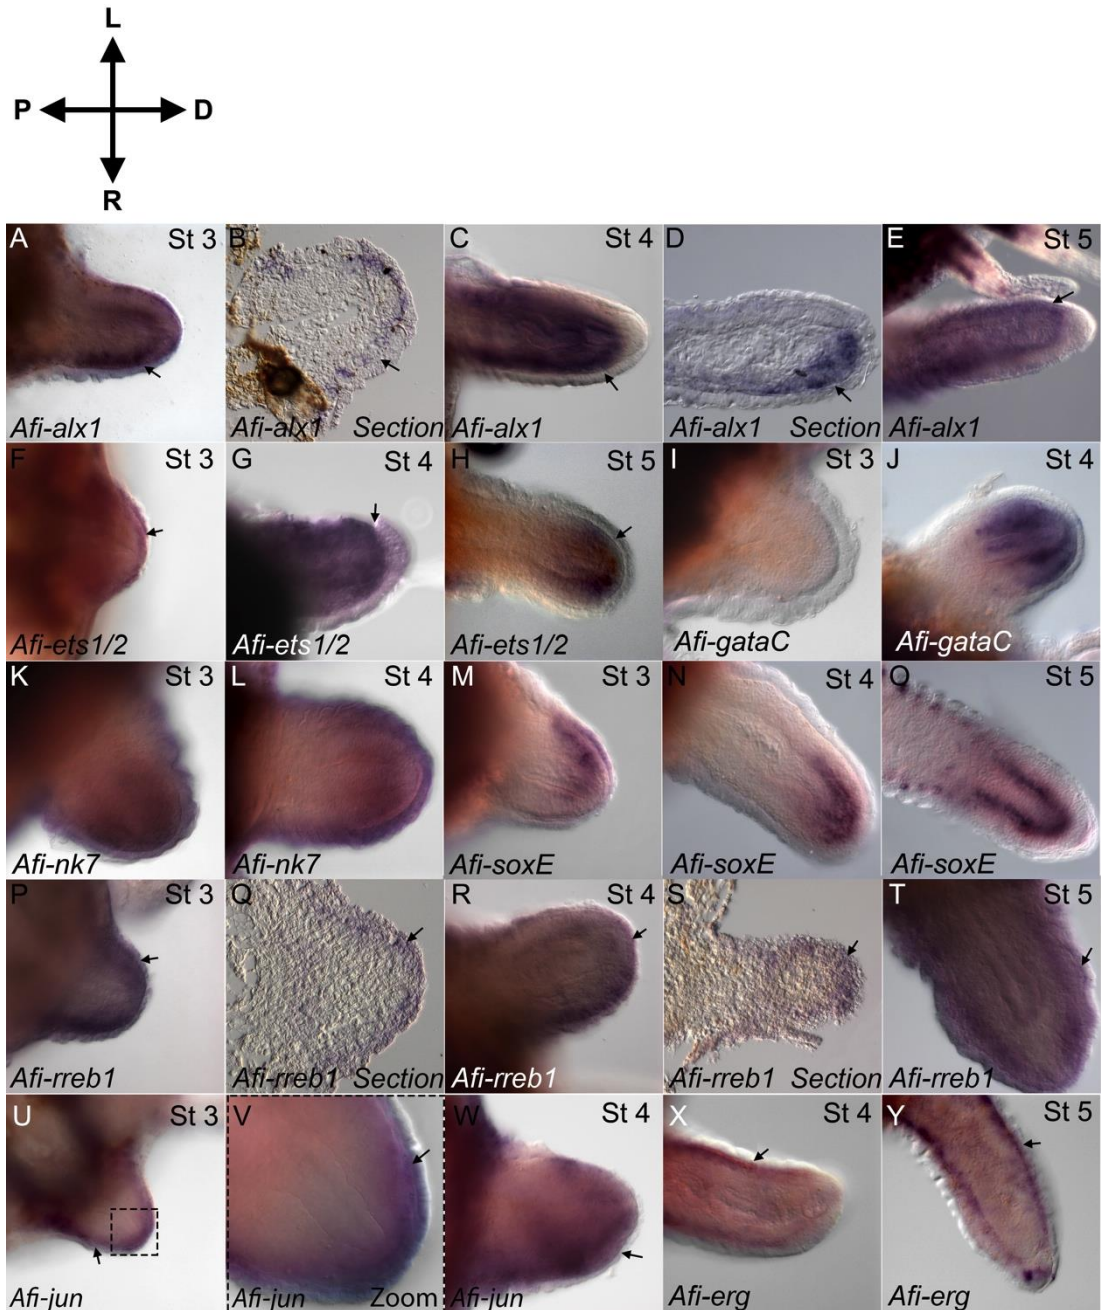 L
P D
R
A St 3 B C St 4 D E St 5
Afi-alx1 Afi-alx1 Section Afi-alx1 Afi-alx1 Section Afi-alx1
F St 3 G St 4 H St 5 I St 3 J St 4
Afi-ets1/2 Afi-ets1/2 Afi-ets1/2 Afi-gataC Afi-gataC
K St 3 L St 4 M St 3 N St 4 O St 5
Afi-nk7 Afi-nk7 Afi-soxE Afi-soxE Afi-soxE
P St 3 Q R St 4 S T St 5
Afi-rreb1 Afi-rreb1 Section Afi-rreb1 Afi-rreb1 Section Afi-rreb1
U St 3 V W St 4 X St 4 Y St 5
Afi-jun Afi-jun Zoom Afi-jun Afi-erg Afi-erg